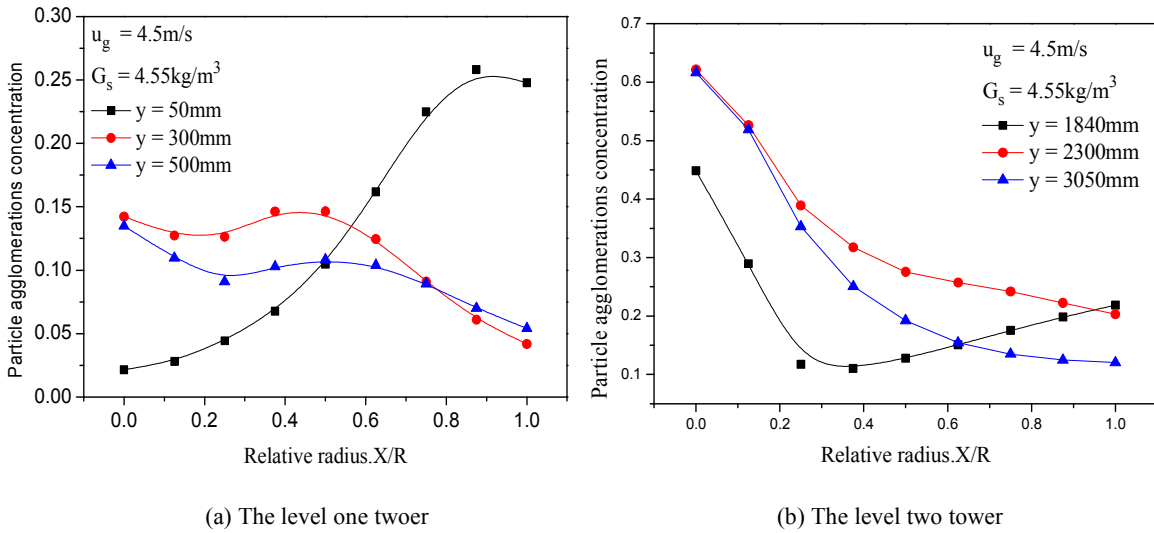 0.30
0.25
0.20
0.15
0.10
0.05
0.00
Particle agglomerations concentration
u_g = 4.5m/s
G_s = 4.55kg/m³
y = 50mm
y = 300mm
y = 500mm
0.0 0.2 0.4 0.6 0.8 1.0
Relative radius.X/R
(a) The level one twoer
0.7
0.6
0.5
0.4
0.3
0.2
0.1
Particle agglomerations concentration
u_g = 4.5m/s
G_s = 4.55kg/m³
y = 1840mm
y = 2300mm
y = 3050mm
0.0 0.2 0.4 0.6 0.8 1.0
Relative radius.X/R
(b) The level two tower